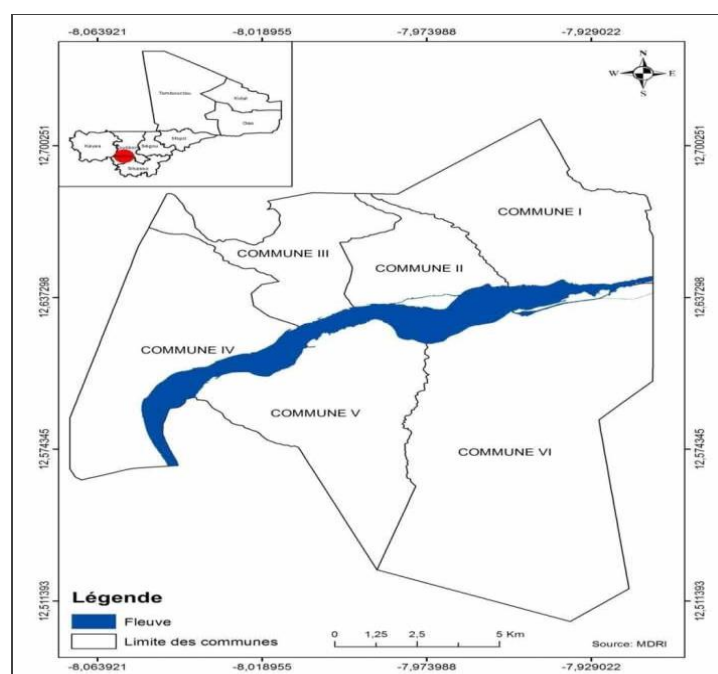 -8,063921 -8,018955 -7,973988 -7,929022
N
W E
S
Tombouctou
Kidal
Gao
Mopti
Kayes
Ségou
Sikasso
12,700251 12,700251
COMMUNE I
COMMUNE III
COMMUNE II
12,637298 12,637298
COMMUNE IV
COMMUNE V
COMMUNE VI
12,574345 12,574345
12,511393 12,511393
Légende
Fleuve
Limite des communes
0 1,25 2,5 5 Km
Source: MDRI
-8,063921 -8,018955 -7,973988 -7,929022